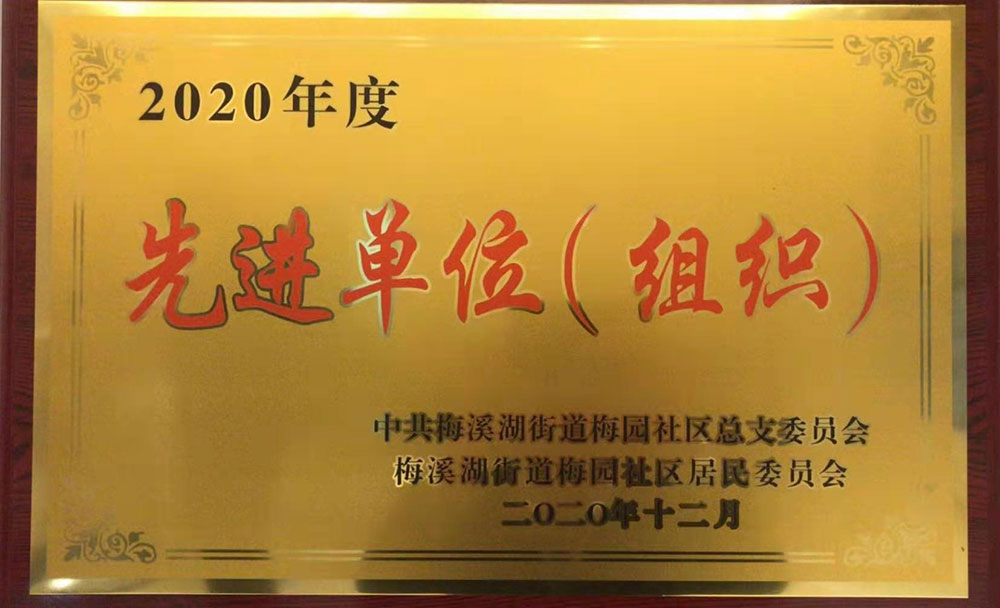 2020年度
先进单位(组织)
中共梅溪湖街道梅园社区总支委员会
梅溪湖街道梅园社区居民委员会
二〇二〇年十二月